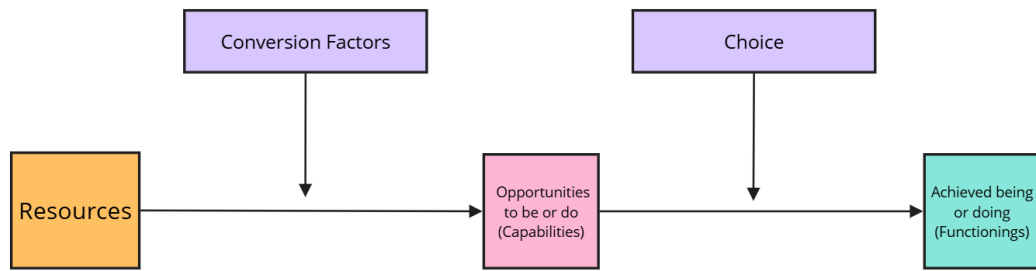 Conversion Factors
Choice
Resources
Opportunities
to be or do
(Capabilities)
Achieved being
or doing
(Functionings)